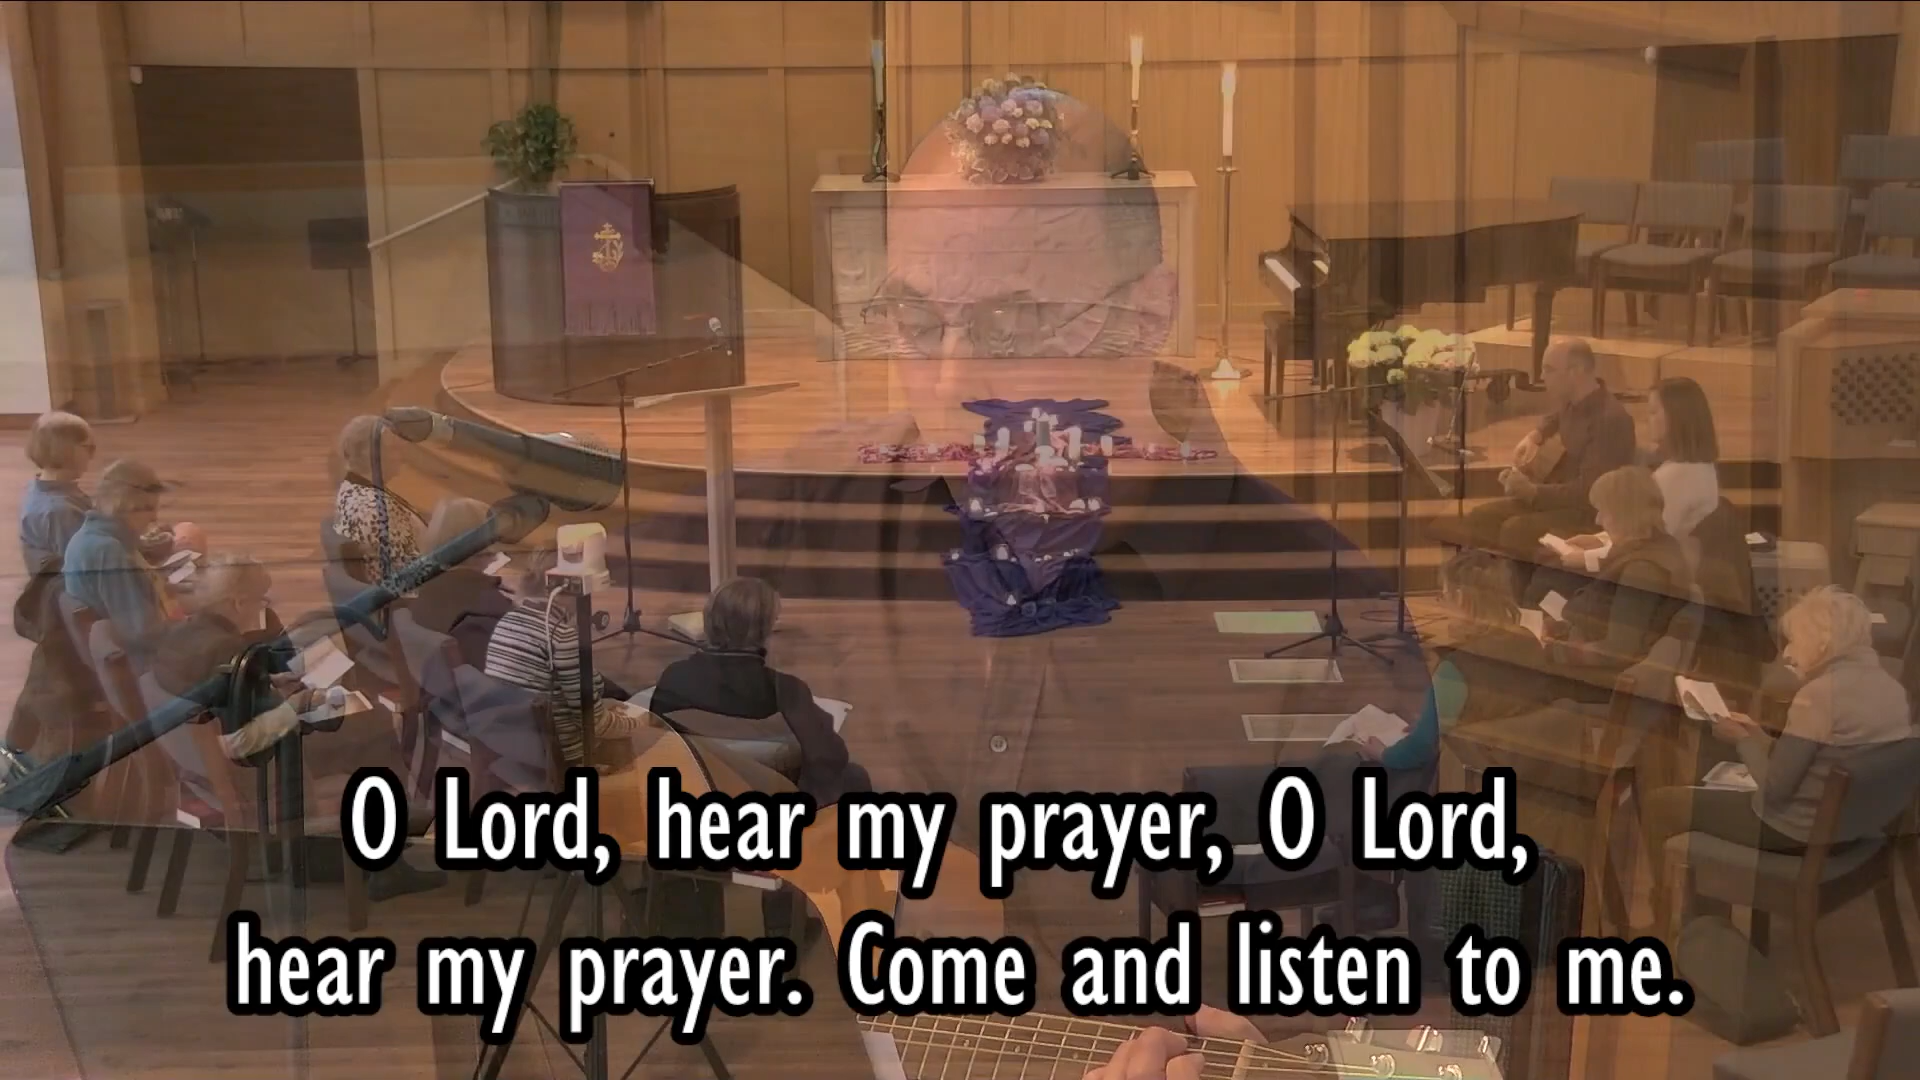 O Lord, hear my prayer, O Lord,
hear my prayer. Come and listen to me.